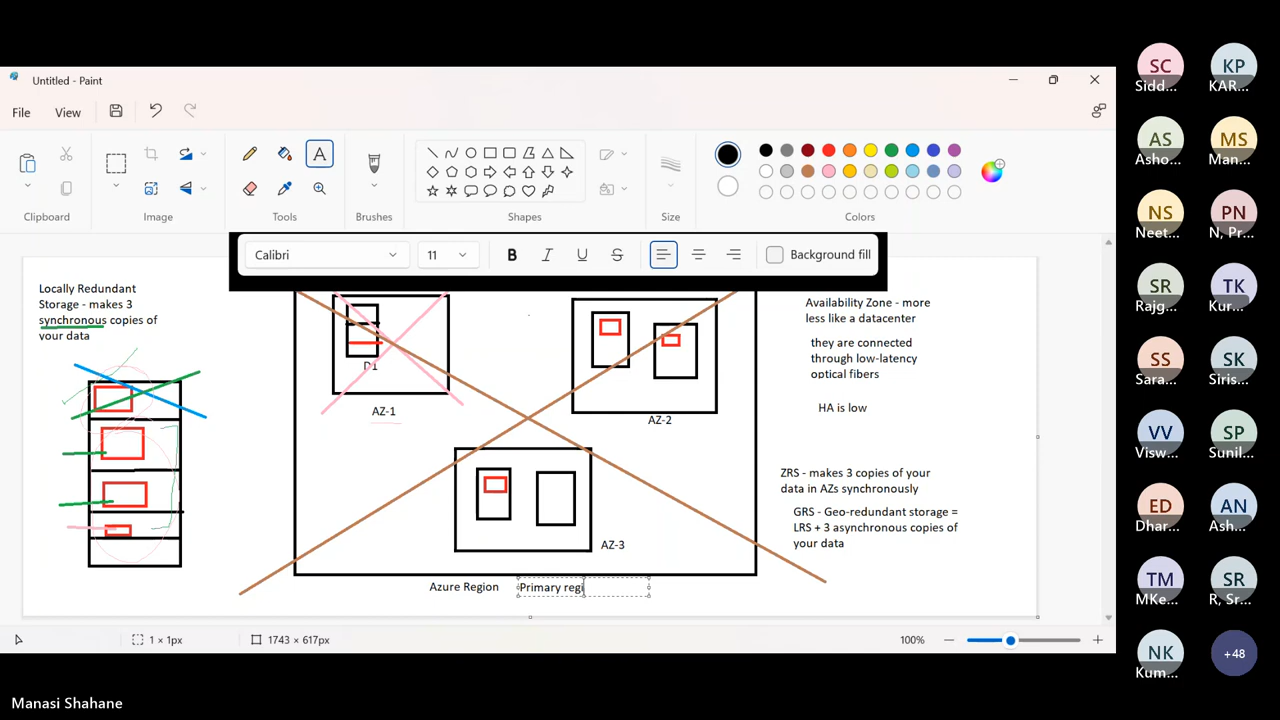 Untitled - Paint
File
View
Clipboard
Image
Tools
Brushes
Shapes
Size
Colors
Calibri
11
B
I
U
S
Background fill
Locally Redundant
Storage - makes 3
synchronous copies of
your data
D1
AZ-1
AZ-2
AZ-3
Azure Region
Primary regi
Availability Zone - more
less like a datacenter
they are connected
through low-latency
optical fibers
HA is low
ZRS - makes 3 copies of your
data in AZs synchronously
GRS - Geo-redundant storage =
LRS + 3 asynchronous copies of
your data
1 × 1px
1743 × 617px
100%
Manasi Shahane
SC
Sidd...
KP
KAR...
AS
Asho...
MS
Man...
NS
Neet...
PN
N, Pr...
SR
Rajg...
TK
Kur...
SS
Sara...
SK
Siris...
VV
Visw...
SP
Sunil...
ED
Dhar...
AN
Ash...
TM
MKe...
SR
R, Sr...
NK
Kum...
+48